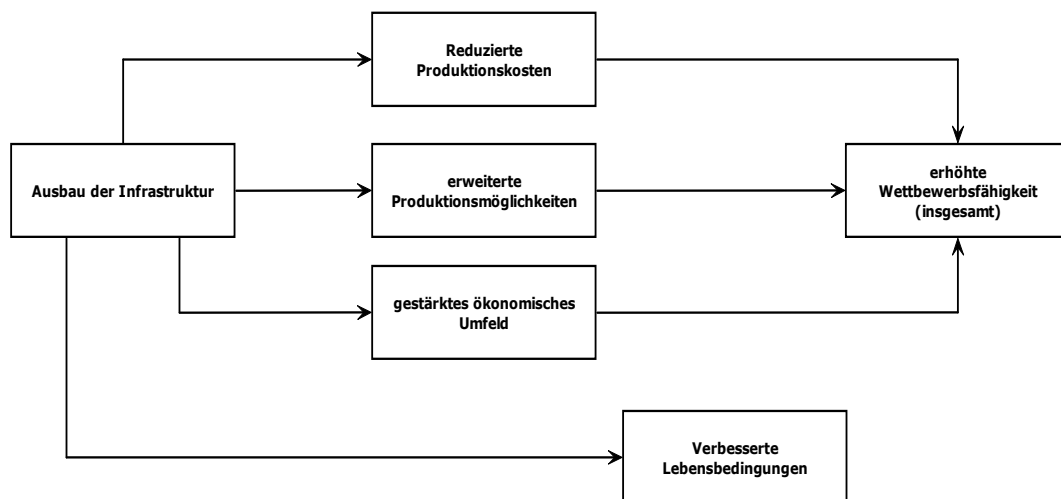 Reduzierte
Produktionskosten
Ausbau der Infrastruktur
erweiterte
Produktionsmöglichkeiten
erhöhte
Wettbewerbsfähigkeit
(insgesamt)
gestärktes ökonomisches
Umfeld
Verbesserte
Lebensbedingungen